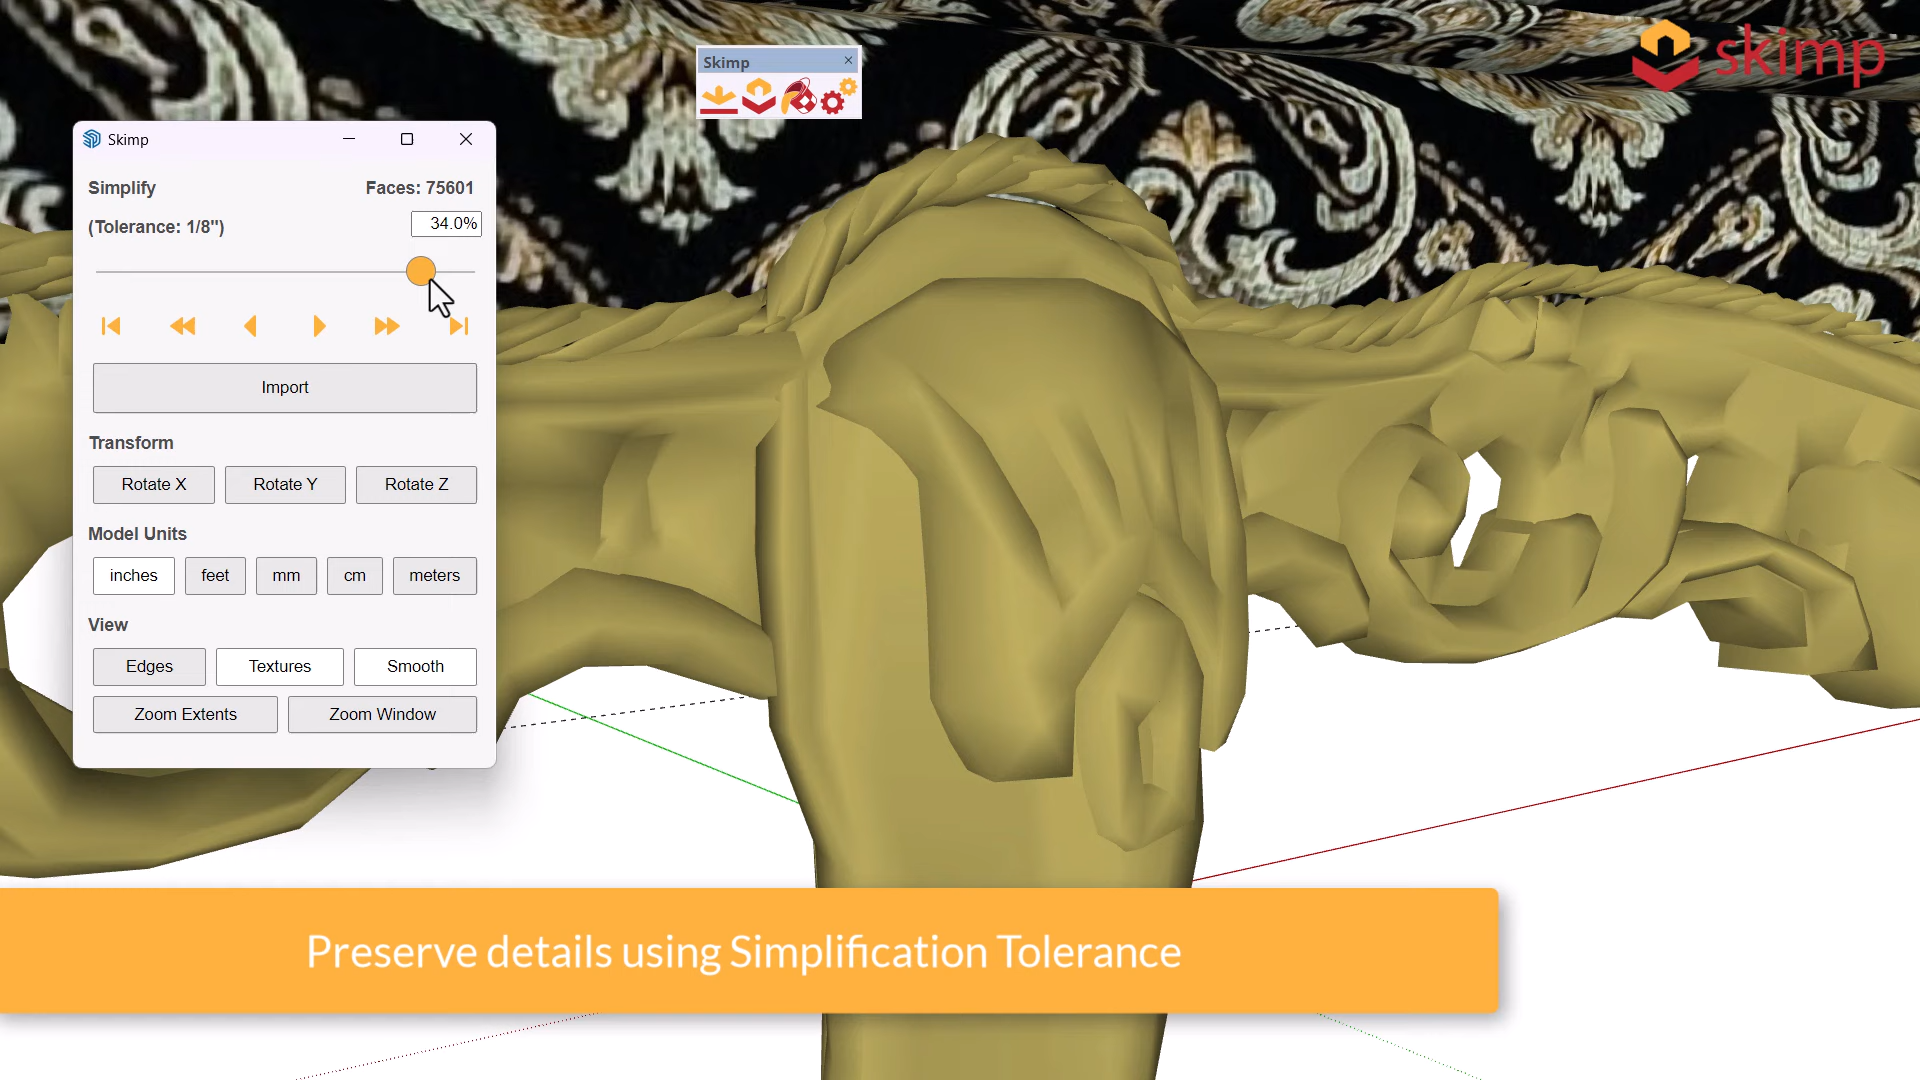 skimp
Skimp
Skimp
Simplify
Faces: 75601
(Tolerance: 1/8")
34.0%
Import
Transform
Rotate X
Rotate Y
Rotate Z
Model Units
inches
feet
mm
cm
meters
View
Edges
Textures
Smooth
Zoom Extents
Zoom Window
Preserve details using Simplification Tolerance